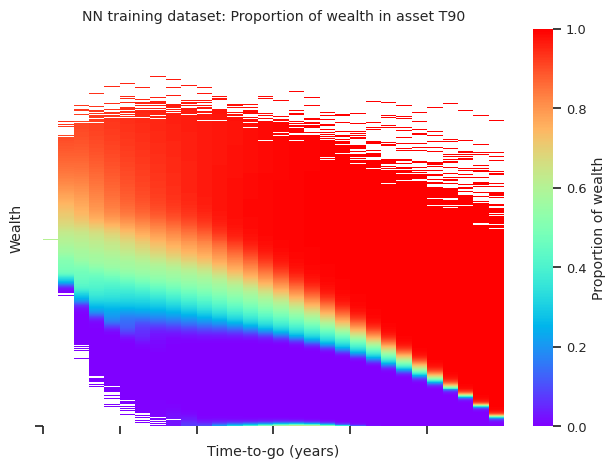 NN training dataset: Proportion of wealth in asset T90
Wealth
Time-to-go (years)
1.0
0.8
0.6
0.4
0.2
0.0
Proportion of wealth